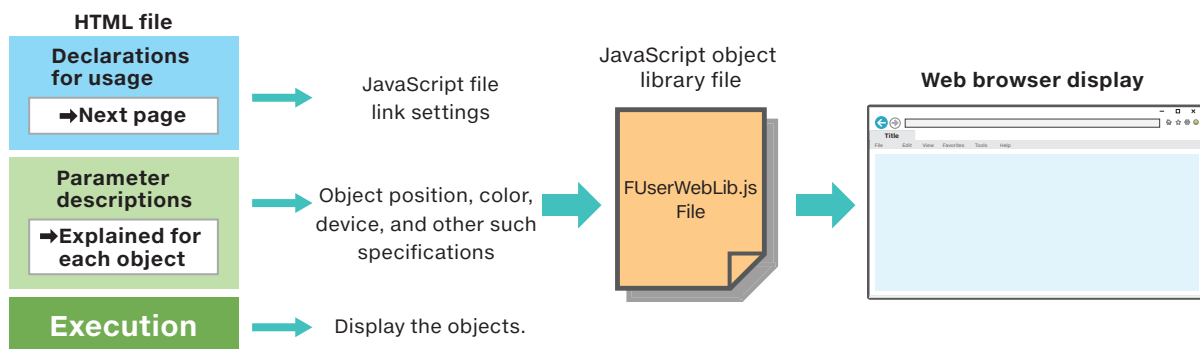 HTML file
Declarations
for usage
➡Next page
JavaScript file
link settings
Parameter
descriptions
➡Explained for
each object
Object position, color,
device, and other such
specifications
Execution
Display the objects.
JavaScript object
library file
FUserWebLib.js
File
Web browser display
Title
File Edit View Favorites Tools Help